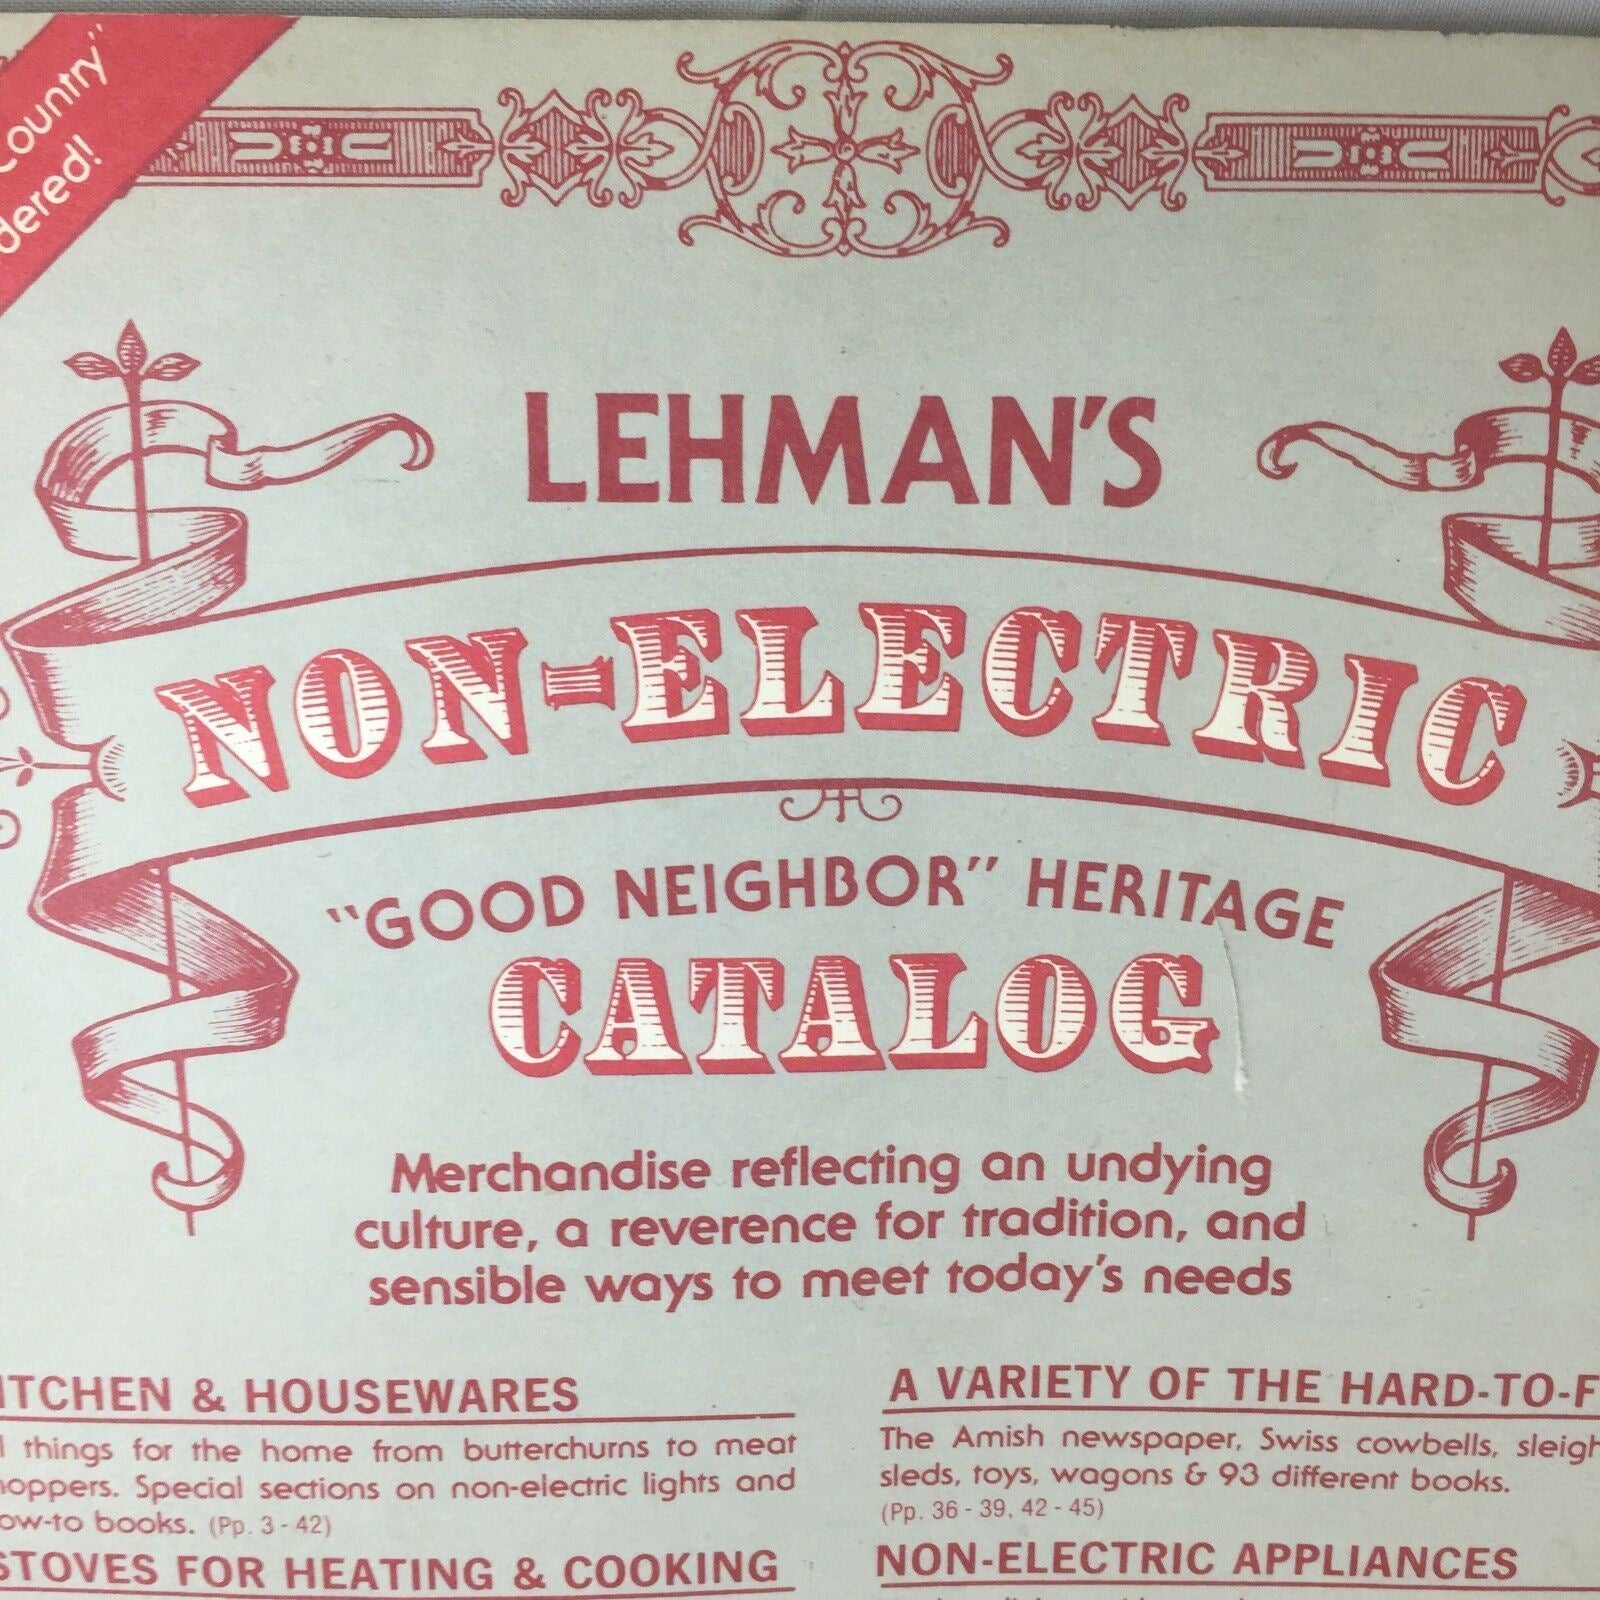 Country"
dered!
LEHMAN'S
NON-ELECTRIC
"GOOD NEIGHBOR" HERITAGE
CATALOG
Merchandise reflecting an undying
culture, a reverence for tradition, and
sensible ways to meet today's needs
ITCHEN & HOUSEWARES
l things for the home from butterchurns to meat
hoppers. Special sections on non-electric lights and
ow-to books. (Pp. 3 - 42)
STOVES FOR HEATING & COOKING
A VARIETY OF THE HARD-TO-F
The Amish newspaper, Swiss cowbells, sleigh
sleds, toys, wagons & 93 different books.
(Pp. 36 - 39, 42 - 45)
NON-ELECTRIC APPLIANCES